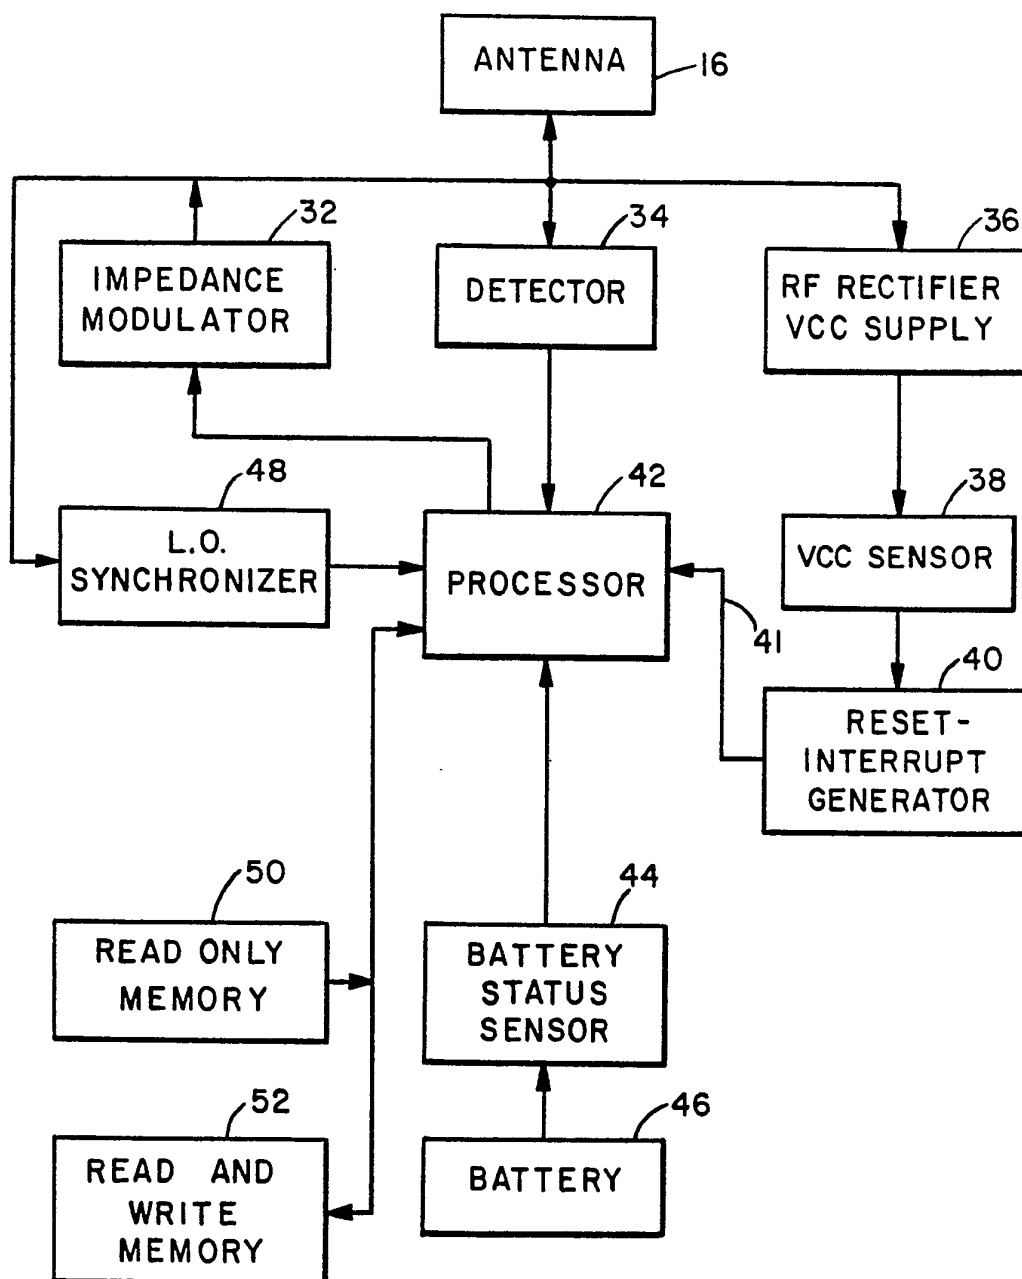 ANTENNA
16
32
34
36
IMPEDANCE
MODULATOR
DETECTOR
RF RECTIFIER
VCC SUPPLY
48
42
38
L.O.
SYNCHRONIZER
PROCESSOR
VCC SENSOR
41
40
RESET-
INTERRUPT
GENERATOR
50
44
READ ONLY
MEMORY
BATTERY
STATUS
SENSOR
52
46
READ AND
WRITE
MEMORY
BATTERY